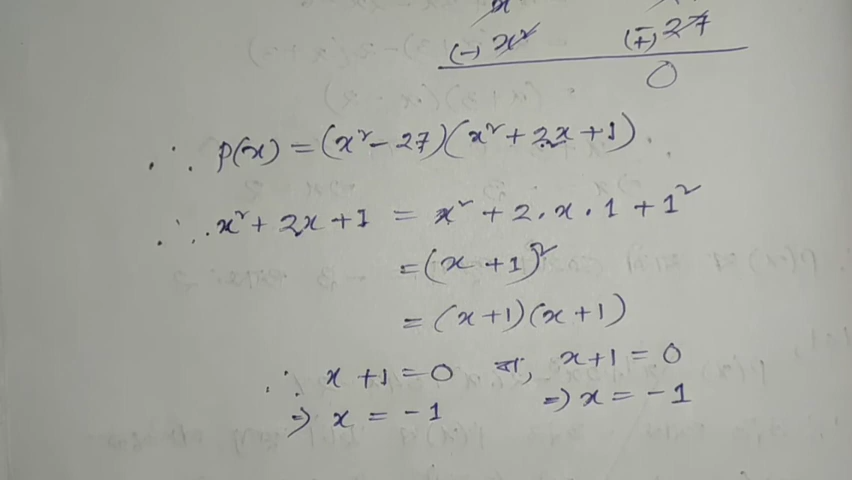 x
(-) x² (+) 27
0
∴ p(x) = (x² - 27)(x² + 2x + 1).
∴ x² + 2x + 1 = x² + 2.x.1 + 1²
= (x + 1)²
= (x + 1)(x + 1)
∴ x + 1 = 0 বা, x + 1 = 0
⇒ x = -1 ⇒ x = -1